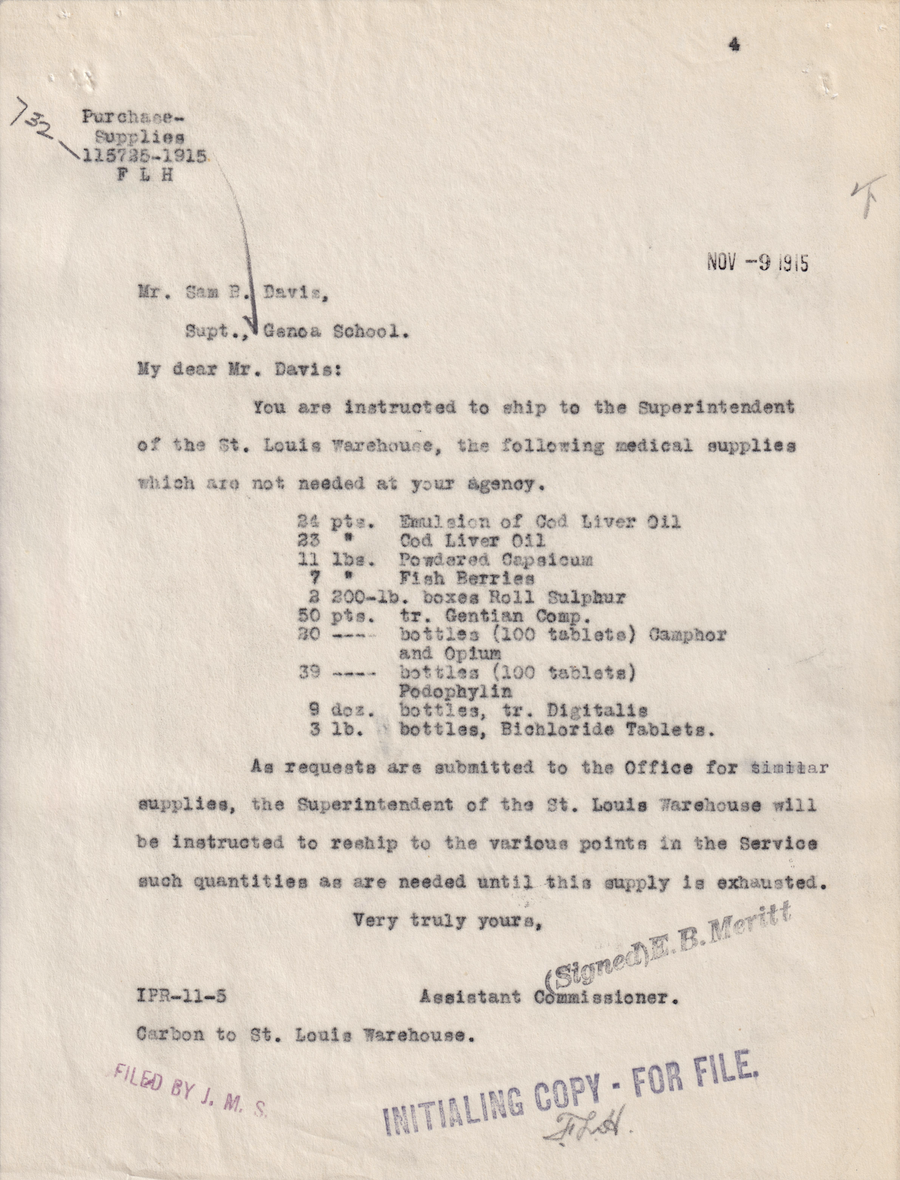 4
732
Purchase-
Supplies
115725-1915
F L H
NOV -9 1915
Mr. Sam B. Davis,
Supt., Genoa School.
My dear Mr. Davis:
You are instructed to ship to the Superintendent
of the St. Louis Warehouse, the following medical supplies
which are not needed at your agency.
24 pts. Emulsion of Cod Liver Oil
23 " Cod Liver Oil
11 lbs. Powdered Capsicum
7 " Fish Berries
2 200-lb. boxes Roll Sulphur
50 pts. tr. Gentian Comp.
20 ---- bottles (100 tablets) Camphor
and Opium
39 ---- bottles (100 tablets)
Podophylin
9 doz. bottles, tr. Digitalis
3 lb. bottles, Bichloride Tablets.
As requests are submitted to the Office for similar
supplies, the Superintendent of the St. Louis Warehouse will
be instructed to reship to the various points in the Service
such quantities as are needed until this supply is exhausted.
Very truly yours,
(Signed) E. B. Meritt
IPR-11-5 Assistant Commissioner.
Carbon to St. Louis Warehouse.
FILED BY J. M. S.
INITIALING COPY - FOR FILE.
FLH.